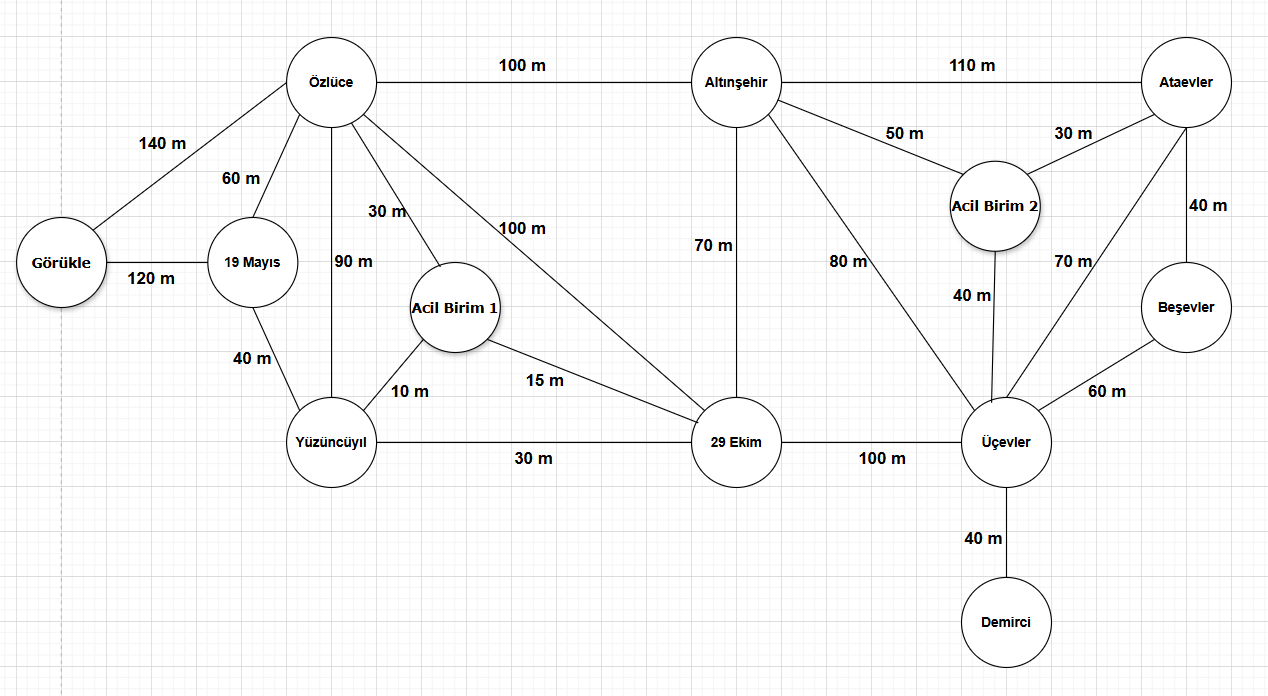 Özlüce
100 m
Altınşehir
110 m
Ataevler
140 m
60 m
50 m
30 m
30 m
100 m
Acil Birim 2
40 m
Görükle
120 m
19 Mayıs
90 m
70 m
80 m
70 m
40 m
Acil Birim 1
Beşevler
40 m
10 m
15 m
60 m
Yüzüncüyıl
30 m
29 Ekim
100 m
Üçevler
40 m
Demirci